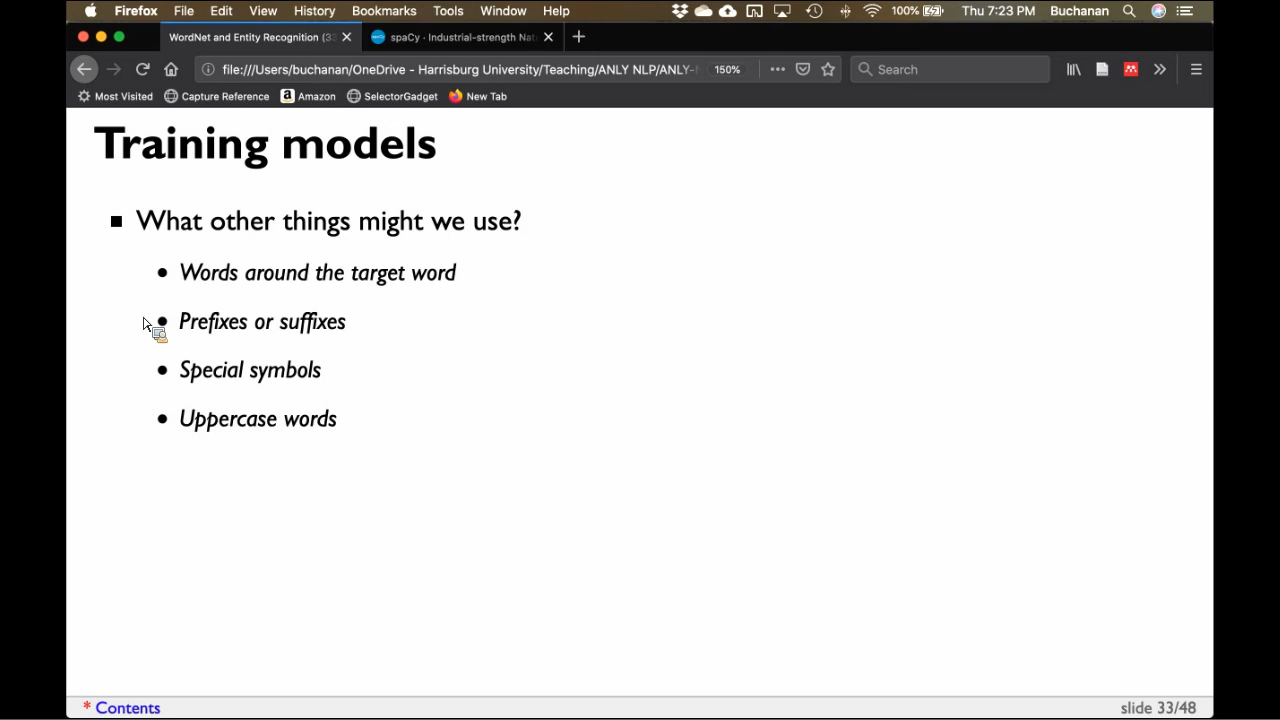 Firefox File Edit View History Bookmarks Tools Window Help 100% Thu 7:23 PM Buchanan
WordNet and Entity Recognition (33 spaCy · Industrial-strength Nat
file:///Users/buchanan/OneDrive - Harrisburg University/Teaching/ANLY NLP/ANLY- 150% Search
Most Visited Capture Reference Amazon SelectorGadget New Tab
Training models
What other things might we use?
Words around the target word
Prefixes or suffixes
Special symbols
Uppercase words
* Contents slide 33/48